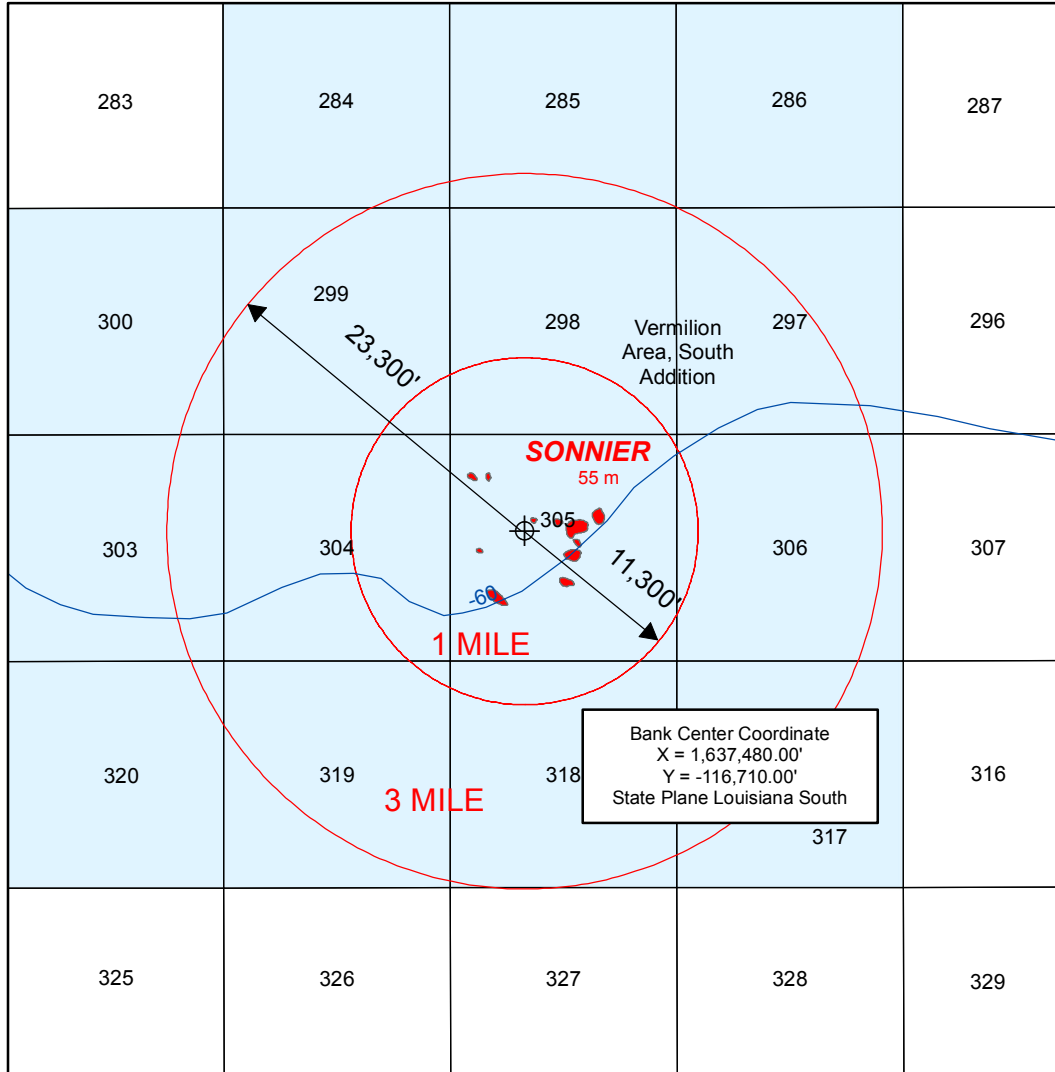 283
284
285
286
287
300
299
298
297
296
Vermilion
Area, South
Addition
23,300'
SONNIER
55 m
303
304
305
306
307
11,300'
-60
1 MILE
320
319
318
3 MILE
Bank Center Coordinate
X = 1,637,480.00'
Y = -116,710.00'
State Plane Louisiana South
316
317
325
326
327
328
329